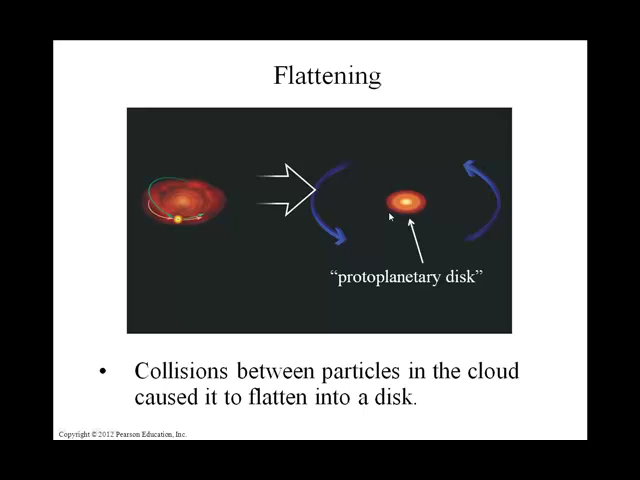 Flattening
“protoplanetary disk”
• Collisions between particles in the cloud
caused it to flatten into a disk.
Copyright © 2012 Pearson Education, Inc.